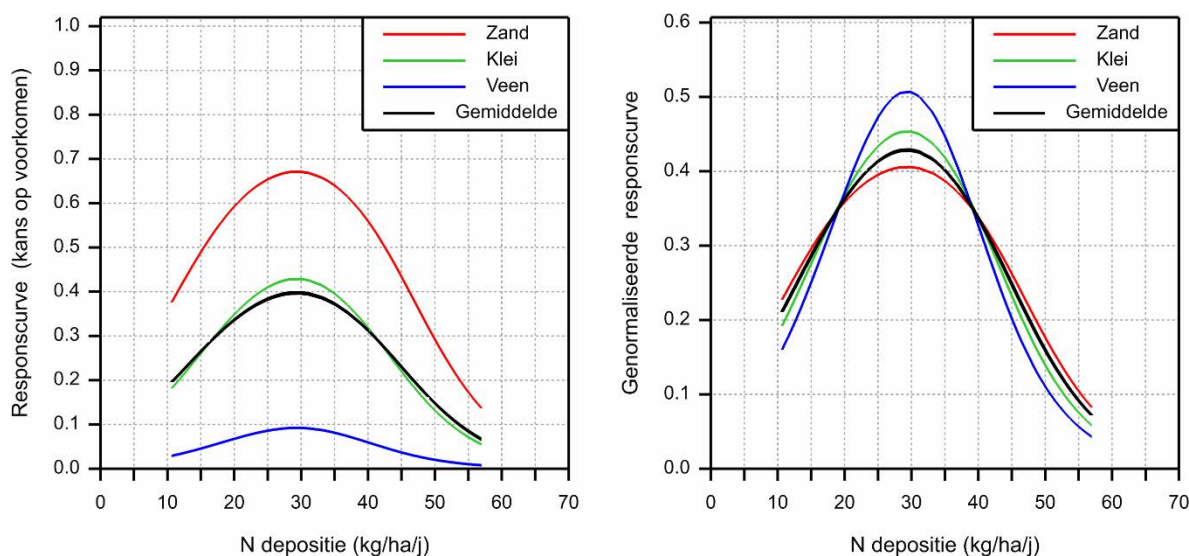 1.0
0.9
0.8
0.7
0.6
0.5
0.4
0.3
0.2
0.1
0.0
Responscurve (kans op voorkomen)
Zand
Klei
Veen
Gemiddelde
0 10 20 30 40 50 60 70
N depositie (kg/ha/j)
0.6
0.5
0.4
0.3
0.2
0.1
0.0
Genormaliseerde responscurve
Zand
Klei
Veen
Gemiddelde
0 10 20 30 40 50 60 70
N depositie (kg/ha/j)